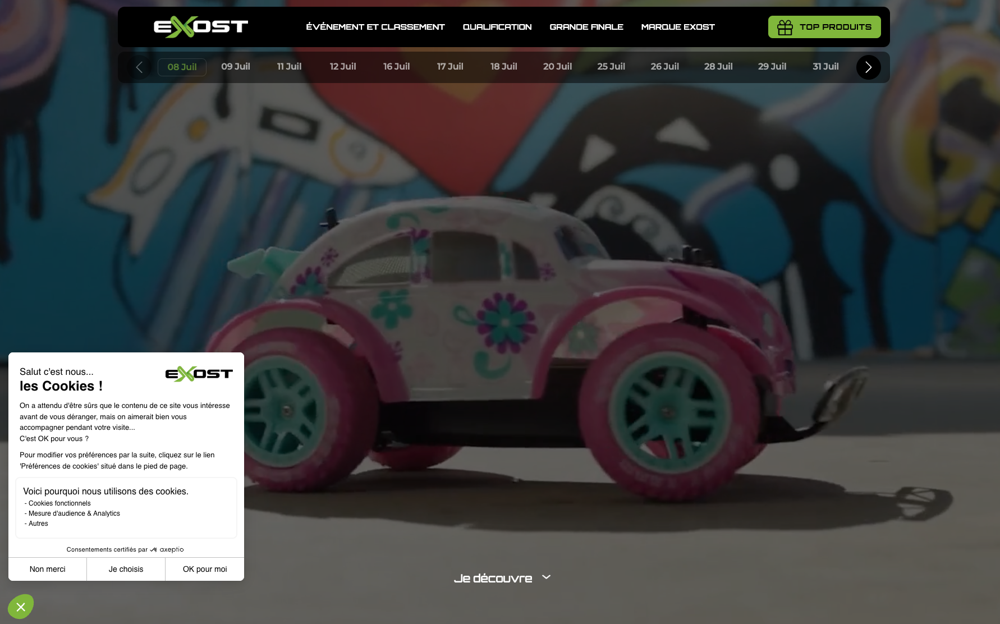 EXOST
ÉVÉNEMENT ET CLASSEMENT
QUALIFICATION
GRANDE FINALE
MARQUE EXOST
TOP PRODUITS
08 Juil
09 Juil
11 Juil
12 Juil
16 Juil
17 Juil
18 Juil
20 Juil
25 Juil
26 Juil
28 Juil
29 Juil
31 Juil
Salut c'est nous...
les Cookies !
EXOST
On a attendu d'être sûrs que le contenu de ce site vous intéresse
avant de vous déranger, mais on aimerait bien vous
accompagner pendant votre visite...
C'est OK pour vous ?
Pour modifier vos préférences par la suite, cliquez sur le lien
'Préférences de cookies' situé dans le pied de page.
Voici pourquoi nous utilisons des cookies.
- Cookies fonctionnels
- Mesure d'audience & Analytics
- Autres
Consentements certifiés par axeptio
Non merci
Je choisis
OK pour moi
Je découvre